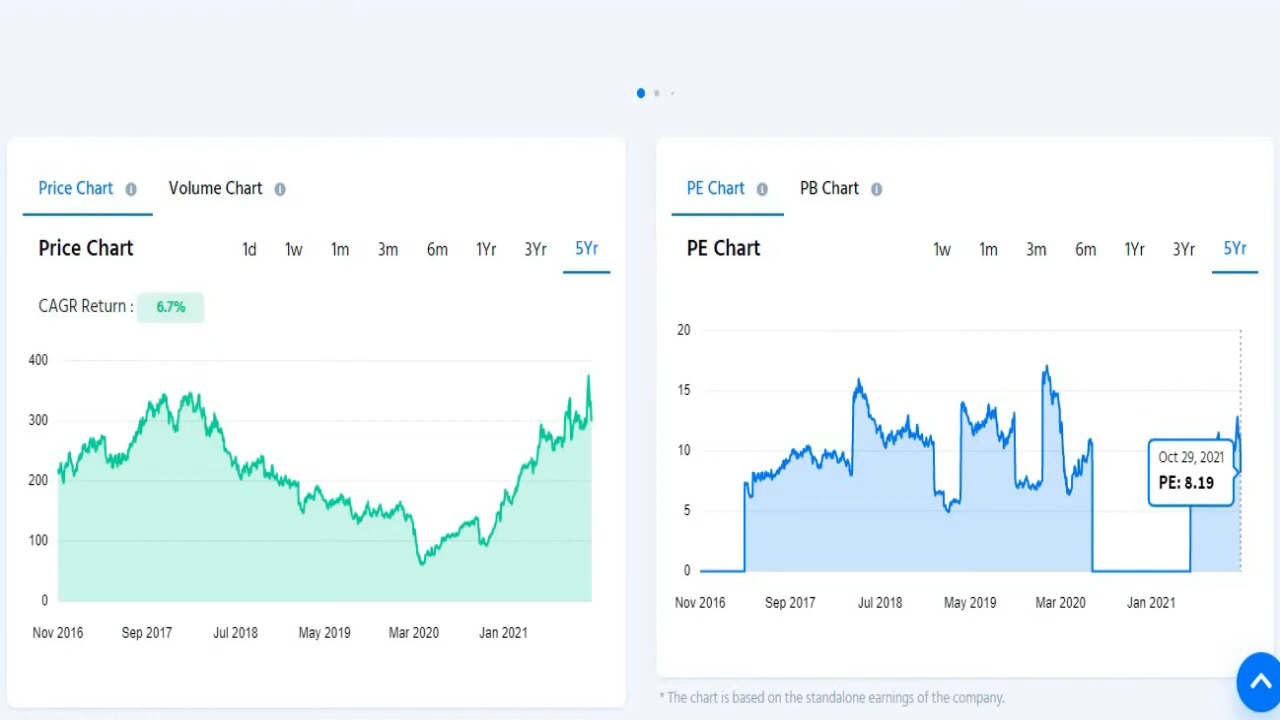 Price Chart
Volume Chart
Price Chart
1d 1w 1m 3m 6m 1Yr 3Yr 5Yr
CAGR Return : 6.7%
400
300
200
100
0
Nov 2016 Sep 2017 Jul 2018 May 2019 Mar 2020 Jan 2021
PE Chart
PB Chart
PE Chart
1w 1m 3m 6m 1Yr 3Yr 5Yr
20
15
10
5
0
Oct 29, 2021
PE: 8.19
Nov 2016 Sep 2017 Jul 2018 May 2019 Mar 2020 Jan 2021
* The chart is based on the standalone earnings of the company.